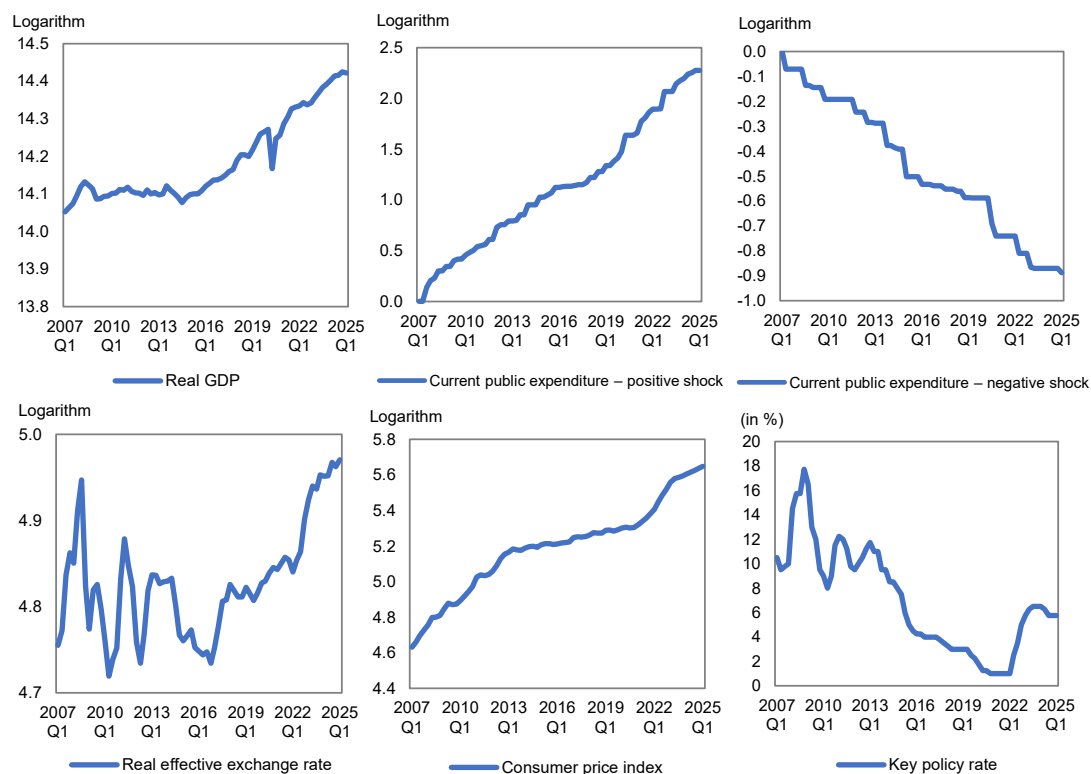 Logarithm
14.5
14.4
14.3
14.2
14.1
14.0
13.9
13.8
2007 2010 2013 2016 2019 2022 2025
Q1 Q1 Q1 Q1 Q1 Q1 Q1
Real GDP
Logarithm
2.5
2.0
1.5
1.0
0.5
0.0
2007 2010 2013 2016 2019 2022 2025
Q1 Q1 Q1 Q1 Q1 Q1 Q1
Current public expenditure – positive shock
Logarithm
0.0
-0.1
-0.2
-0.3
-0.4
-0.5
-0.6
-0.7
-0.8
-0.9
-1.0
2007 2010 2013 2016 2019 2022 2025
Q1 Q1 Q1 Q1 Q1 Q1 Q1
Current public expenditure – negative shock
Logarithm
5.0
4.9
4.8
4.7
2007 2010 2013 2016 2019 2022 2025
Q1 Q1 Q1 Q1 Q1 Q1 Q1
Real effective exchange rate
Logarithm
5.8
5.6
5.4
5.2
5.0
4.8
4.6
4.4
2007 2010 2013 2016 2019 2022 2025
Q1 Q1 Q1 Q1 Q1 Q1 Q1
Consumer price index
(in %)
20
18
16
14
12
10
8
6
4
2
0
2007 2010 2013 2016 2019 2022 2025
Q1 Q1 Q1 Q1 Q1 Q1 Q1
Key policy rate